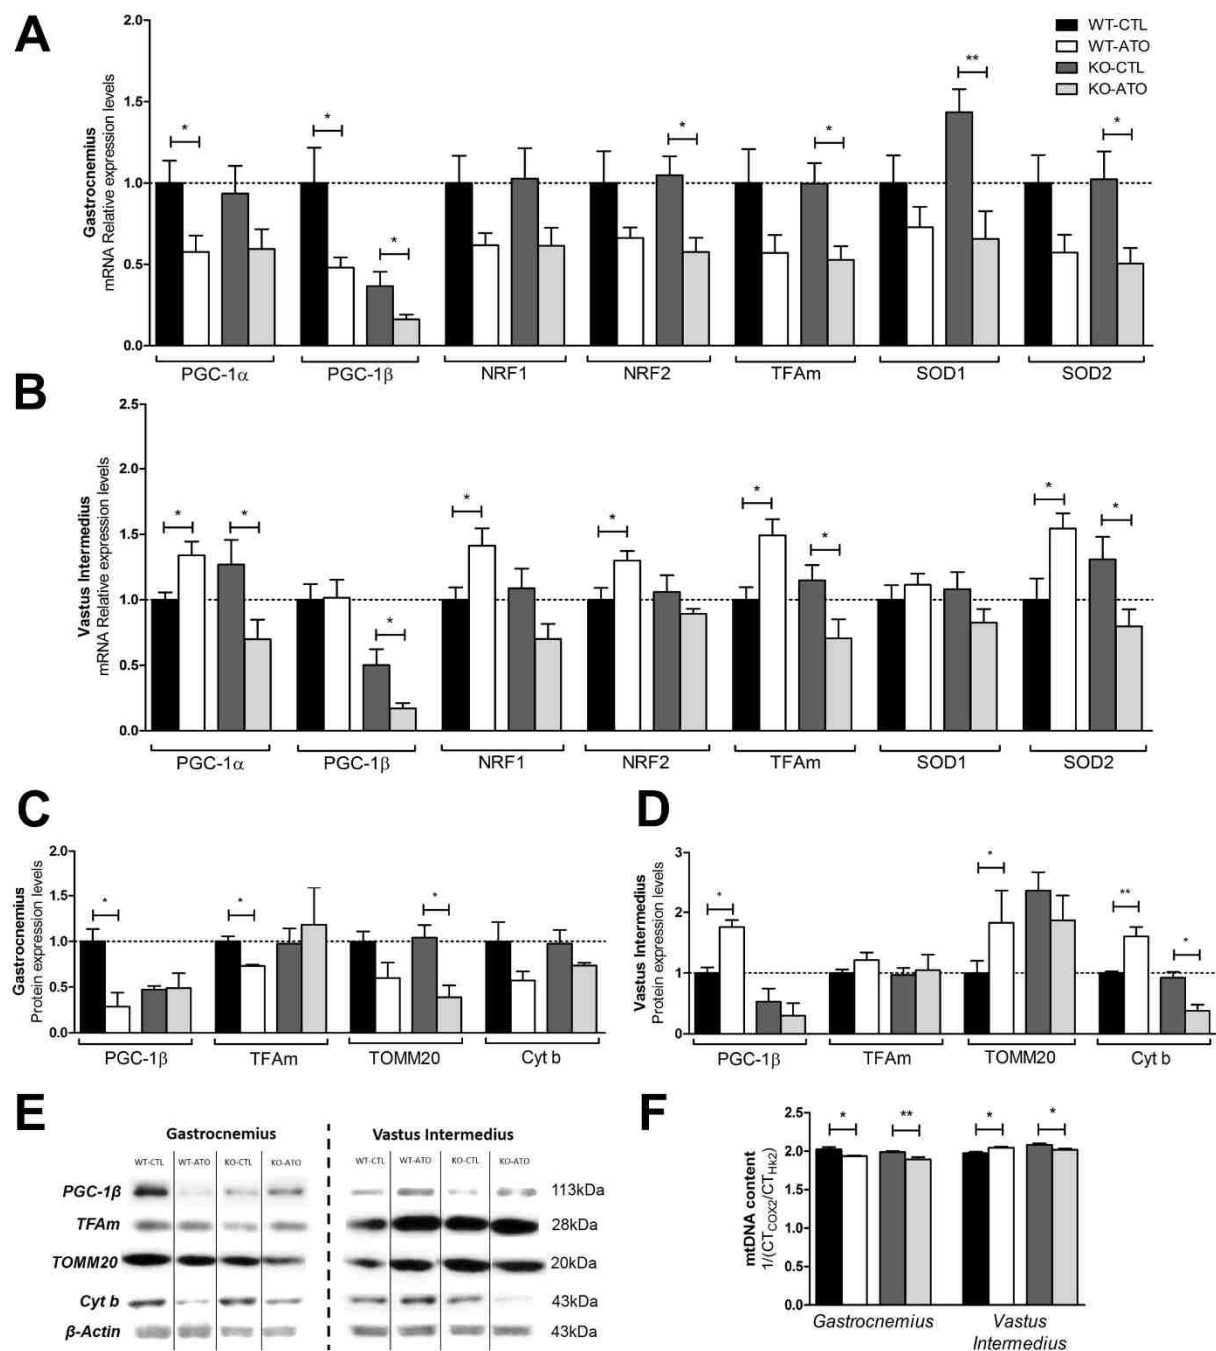 A
2.0
1.5
1.0
0.5
0.0
Gastrocnemius
mRNA Relative expression levels
WT-CTL
WT-ATO
KO-CTL
KO-ATO
*
*
*
*
*
**
*
PGC-1α
PGC-1β
NRF1
NRF2
TFAm
SOD1
SOD2
B
2.5
2.0
1.5
1.0
0.5
0.0
Vastus Intermedius
mRNA Relative expression levels
*
*
*
*
*
*
*
*
*
PGC-1α
PGC-1β
NRF1
NRF2
TFAm
SOD1
SOD2
C
2.0
1.5
1.0
0.5
0.0
Gastrocnemius
Protein expression levels
*
*
*
PGC-1β
TFAm
TOMM20
Cyt b
D
3
2
1
0
Vastus Intermedius
Protein expression levels
*
*
**
*
PGC-1β
TFAm
TOMM20
Cyt b
E
Gastrocnemius
Vastus Intermedius
WT-CTL WT-ATO KO-CTL KO-ATO
WT-CTL WT-ATO KO-CTL KO-ATO
PGC-1β 113kDa
TFAm 28kDa
TOMM20 20kDa
Cyt b 43kDa
β-Actin 43kDa
F
2.5
2.0
1.5
1.0
0.5
0.0
mtDNA content
1/(CT_COX2/CT_Hk2)
*
**
*
*
Gastrocnemius
Vastus
Intermedius